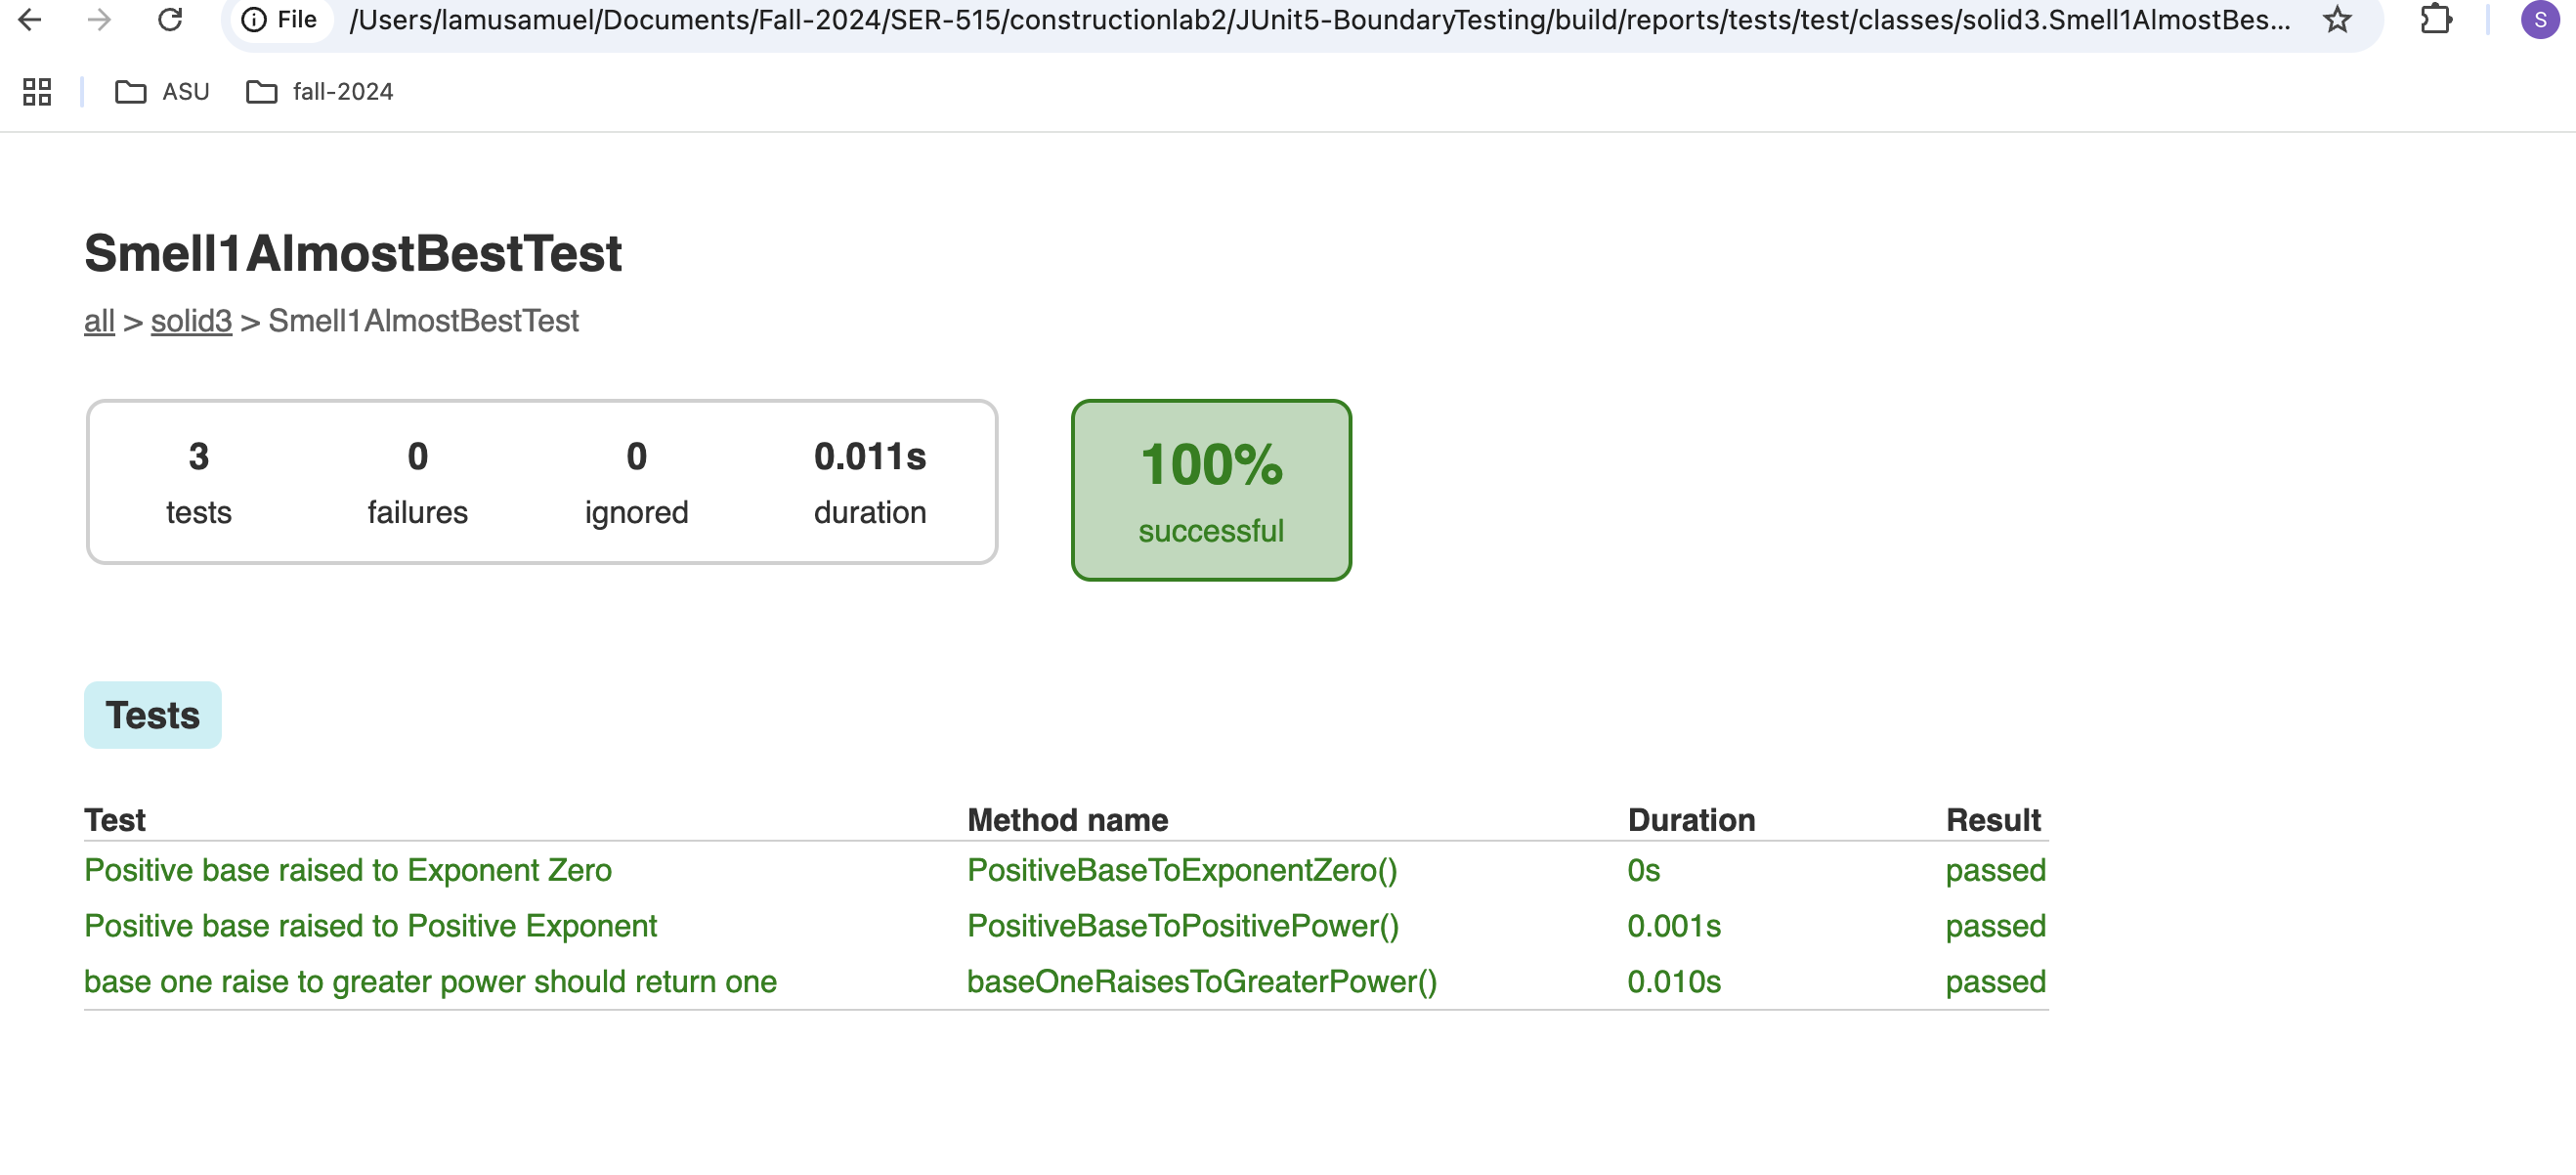 File /Users/lamusamuel/Documents/Fall-2024/SER-515/constructionlab2/JUnit5-BoundaryTesting/build/reports/tests/test/classes/solid3.Smell1AlmostBes... S
ASU fall-2024
Smell1AlmostBestTest
all > solid3 > Smell1AlmostBestTest
3 0 0 0.011s
tests failures ignored duration
100%
successful
Tests
Test Method name Duration Result
Positive base raised to Exponent Zero PositiveBaseToExponentZero() 0s passed
Positive base raised to Positive Exponent PositiveBaseToPositivePower() 0.001s passed
base one raise to greater power should return one baseOneRaisesToGreaterPower() 0.010s passed